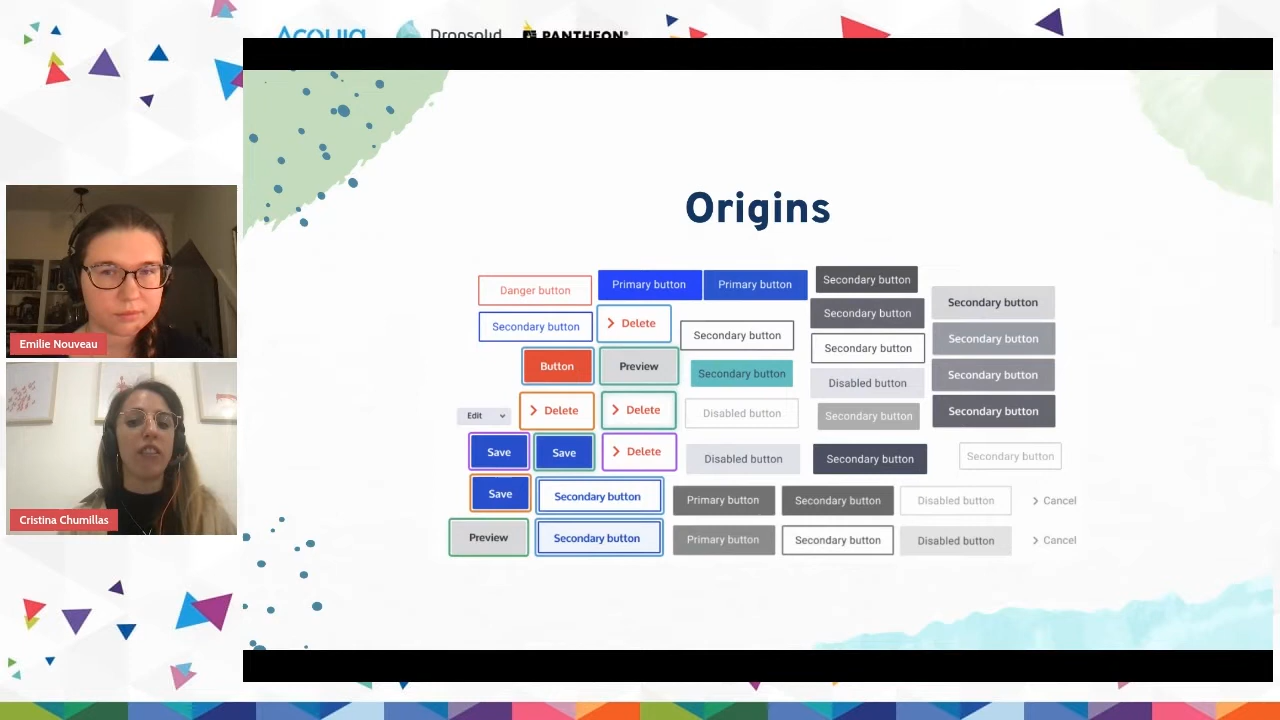 Acquia
Dropsolid
PANTHEON
Origins
Danger button
Primary button
Primary button
Secondary button
Secondary button
Secondary button
Delete
Secondary button
Secondary button
Secondary button
Secondary button
Button
Preview
Secondary button
Secondary button
Disabled button
Secondary button
Edit
Delete
Delete
Disabled button
Secondary button
Secondary button
Save
Save
Delete
Disabled button
Secondary button
Secondary button
Save
Secondary button
Primary button
Secondary button
Disabled button
Cancel
Preview
Secondary button
Primary button
Secondary button
Disabled button
Cancel
Emilie Nouveau
Cristina Chumillas